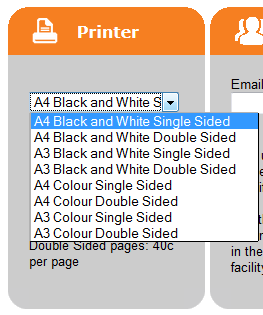 Printer
Email
A4 Black and White S
A4 Black and White Single Sided
A4 Black and White Double Sided
A3 Black and White Single Sided
A3 Black and White Double Sided
A4 Colour Single Sided
A4 Colour Double Sided
A3 Colour Single Sided
A3 Colour Double Sided
Double Sided pages: 40c
per page
in the
facility